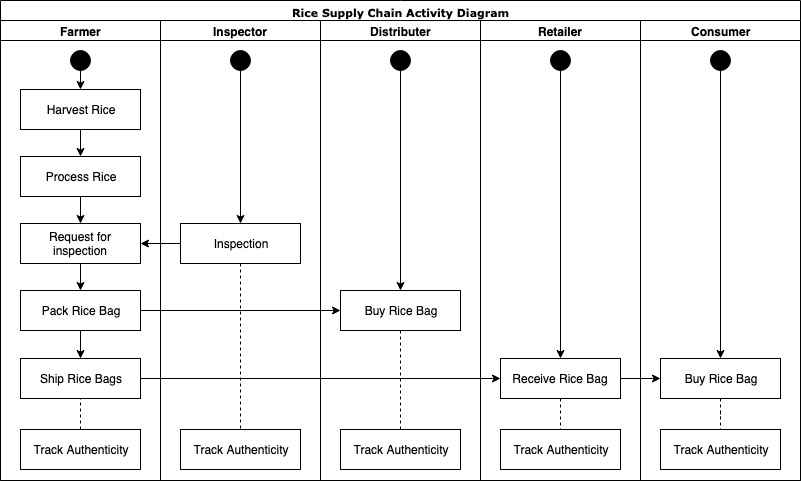 Rice Supply Chain Activity Diagram
Farmer
Inspector
Distributer
Retailer
Consumer
Harvest Rice
Process Rice
Request for
inspection
Inspection
Pack Rice Bag
Buy Rice Bag
Ship Rice Bags
Receive Rice Bag
Buy Rice Bag
Track Authenticity
Track Authenticity
Track Authenticity
Track Authenticity
Track Authenticity